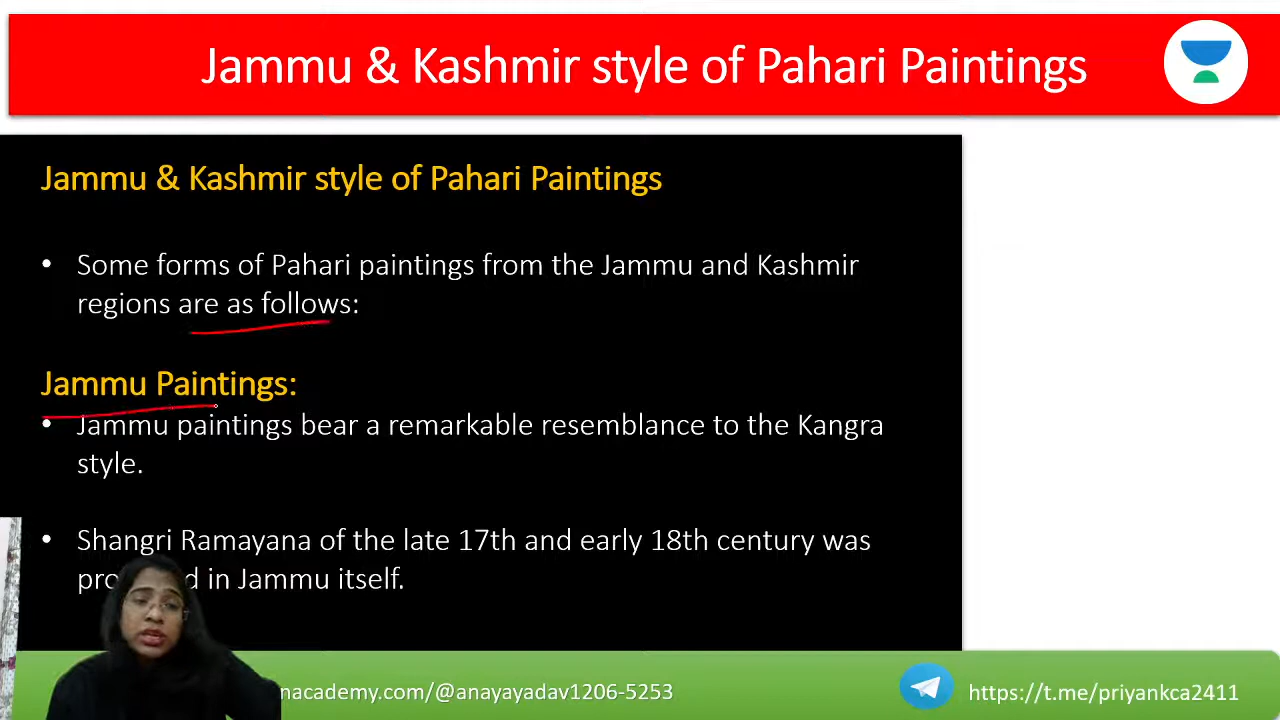 Jammu & Kashmir style of Pahari Paintings
Jammu & Kashmir style of Pahari Paintings
• Some forms of Pahari paintings from the Jammu and Kashmir
regions are as follows:
Jammu Paintings:
• Jammu paintings bear a remarkable resemblance to the Kangra
style.
• Shangri Ramayana of the late 17th and early 18th century was
in Jammu itself.
nacademy.com/@anayayadav1206-5253
https://t.me/priyankca2411